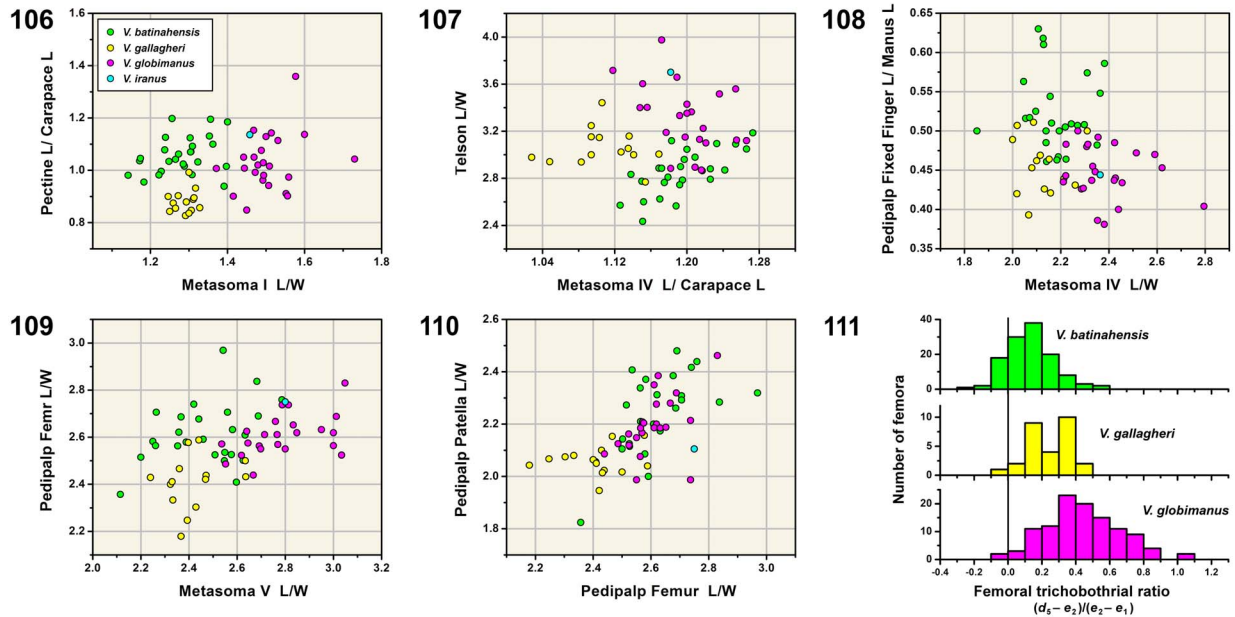 106
V. batinahensis
V. gallagheri
V. globimanus
V. iranus
Pectine L/ Carapace L
1.6
1.4
1.2
1.0
0.8
0.6
1.2 1.4 1.6 1.8
Metasoma I L/W
107
Telson L/W
4.0
3.6
3.2
2.8
2.4
1.04 1.12 1.20 1.28
Metasoma IV L/ Carapace L
108
Pedipalp Fixed Finger L/ Manus L
0.65
0.60
0.55
0.50
0.45
0.40
0.35
1.8 2.0 2.2 2.4 2.6 2.8
Metasoma IV L/W
109
Pedipalp Femr L/W
3.0
2.8
2.6
2.4
2.2
2.0 2.2 2.4 2.6 2.8 3.0
Metasoma V L/W
110
Pedipalp Patella L/W
2.6
2.4
2.2
2.0
1.8
2.2 2.4 2.6 2.8 3.0
Pedipalp Femur L/W
111
Number of femora
40
20
0
V. batinahensis
10
5
0
V. gallagheri
20
10
0
V. globimanus
-0.4 0.0 0.2 0.4 0.6 0.8 1.0 1.2
Femoral trichobothrial ratio
(d₅ – e₂)/(e₂ – e₁)